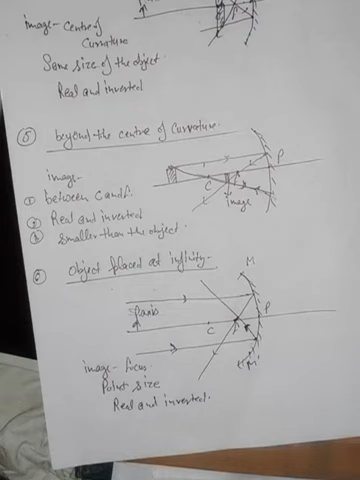 image - Centre of
Curvature
Same size of the object.
Real and inverted
⑤ beyond the centre of curvature.
image -
① between C and F.
② Real and inverted
③ Smaller than the object.
C
P
image
⑥ Object placed at infinity.
M
C
P
M'
image - focus
Point size
Real and inverted.